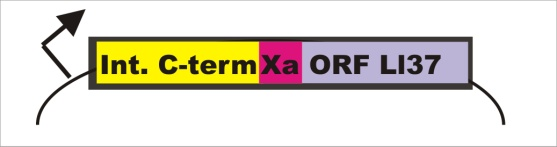 Int. C-term Xa ORF LI37